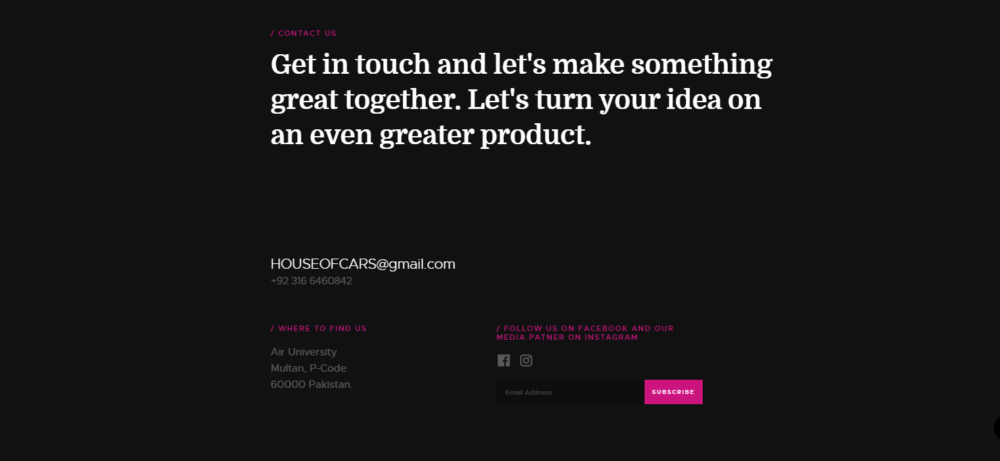 / CONTACT US
Get in touch and let's make something
great together. Let's turn your idea on
an even greater product.
HOUSEOFCARS@gmail.com
+92 316 6460842
/ WHERE TO FIND US
Air University
Multan, P-Code
60000 Pakistan.
/ FOLLOW US ON FACEBOOK AND OUR
MEDIA PATNER ON INSTAGRAM
Email Address
SUBSCRIBE